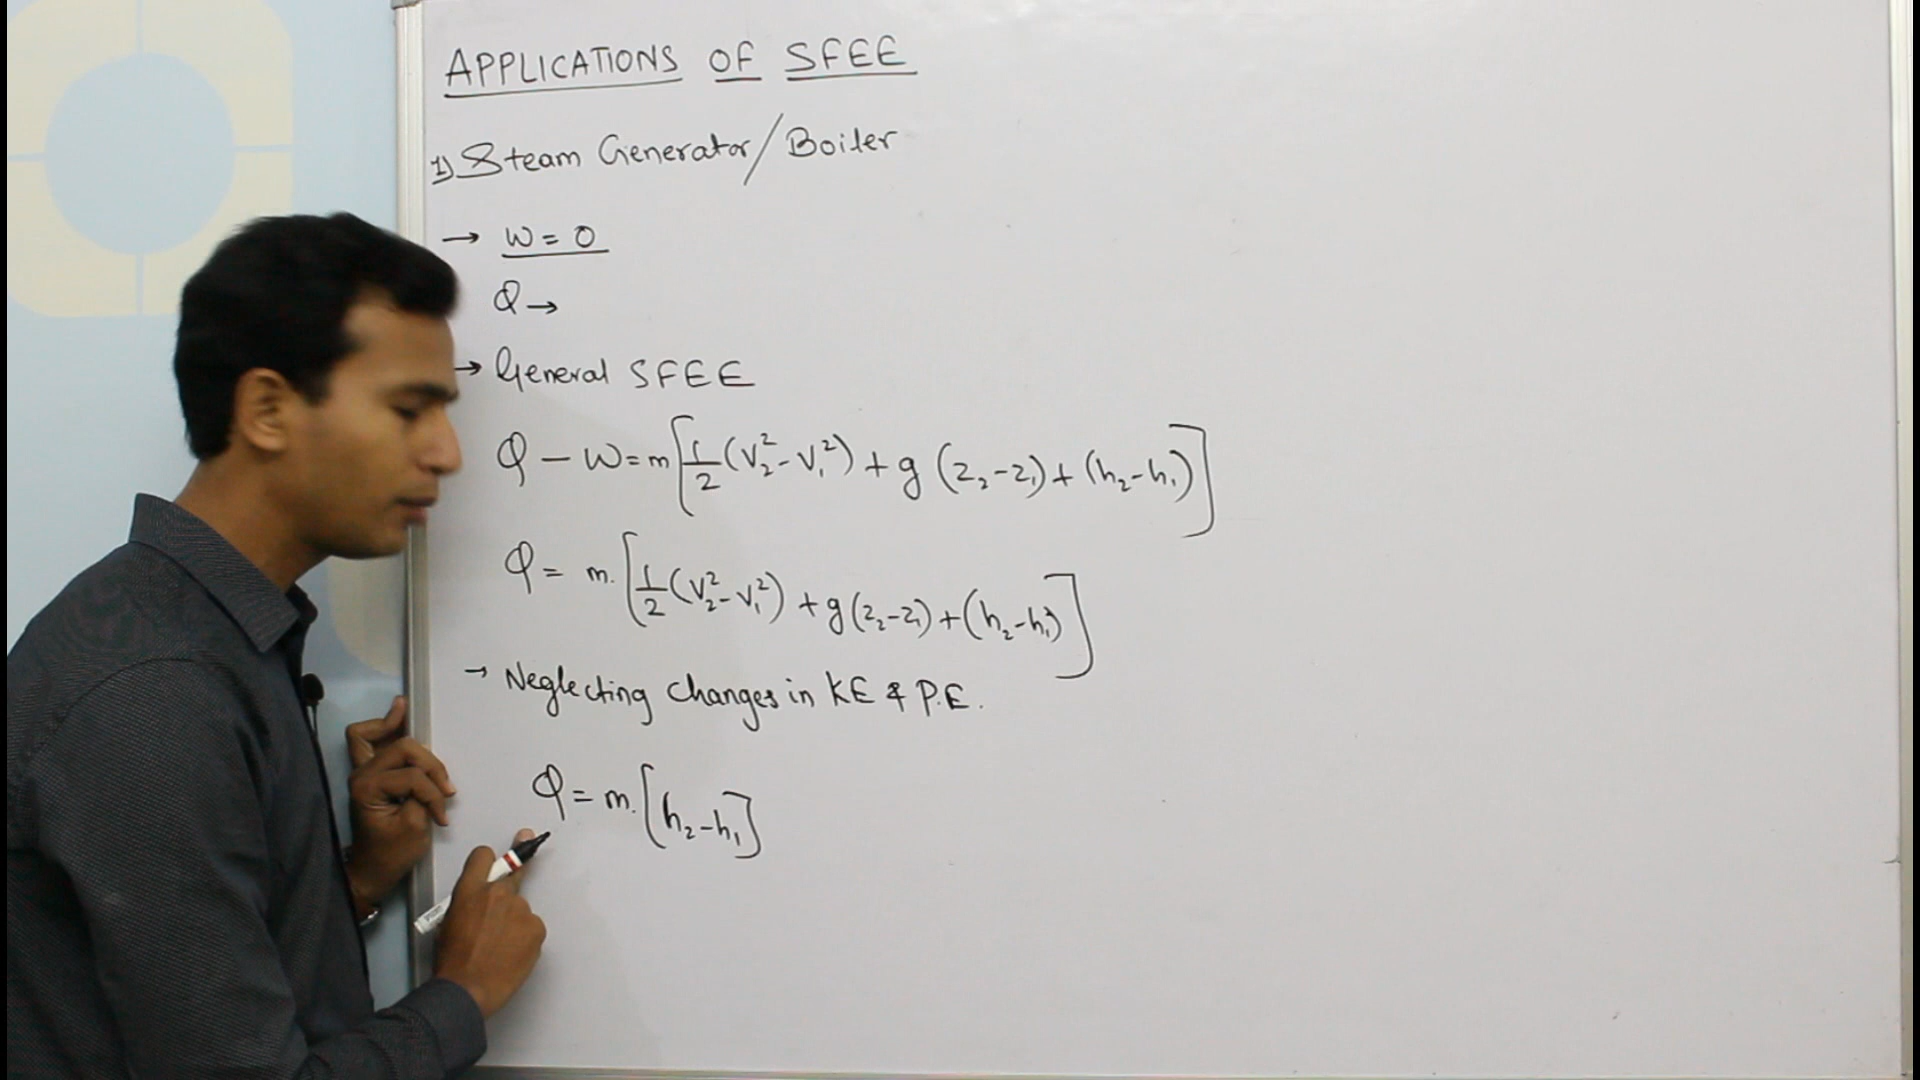 APPLICATIONS OF SFEE
1) Steam Generator/Boiler
→ W = 0
Q →
→ General SFEE
Q - W = m [1/2 (V₂² - V₁²) + g (z₂ - z₁) + (h₂ - h₁)]
Q = m. [1/2 (V₂² - V₁²) + g (z₂ - z₁) + (h₂ - h₁)]
→ Neglecting changes in KE & P.E.
Q = m. [h₂ - h₁]